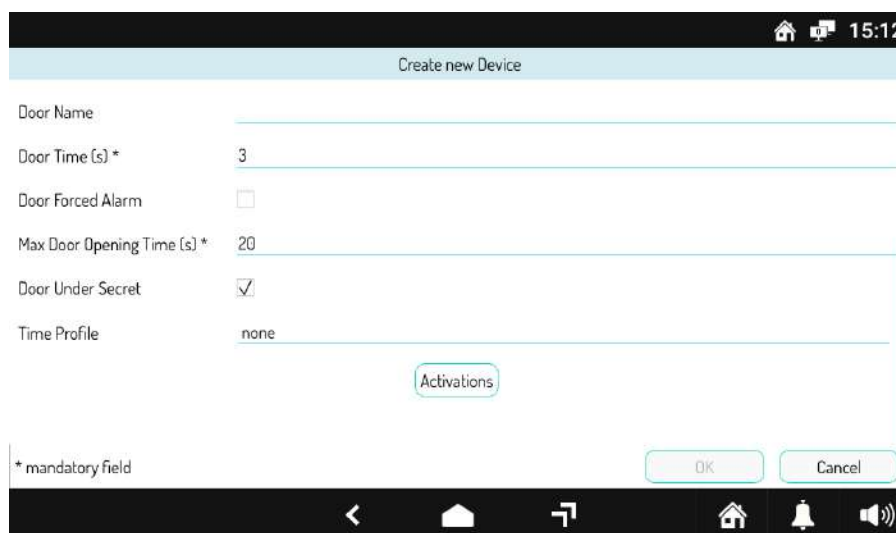 15:12
Create new Device
Door Name
Door Time (s) * 3
Door Forced Alarm
Max Door Opening Time (s) * 20
Door Under Secret
Time Profile none
Activations
* mandatory field OK Cancel